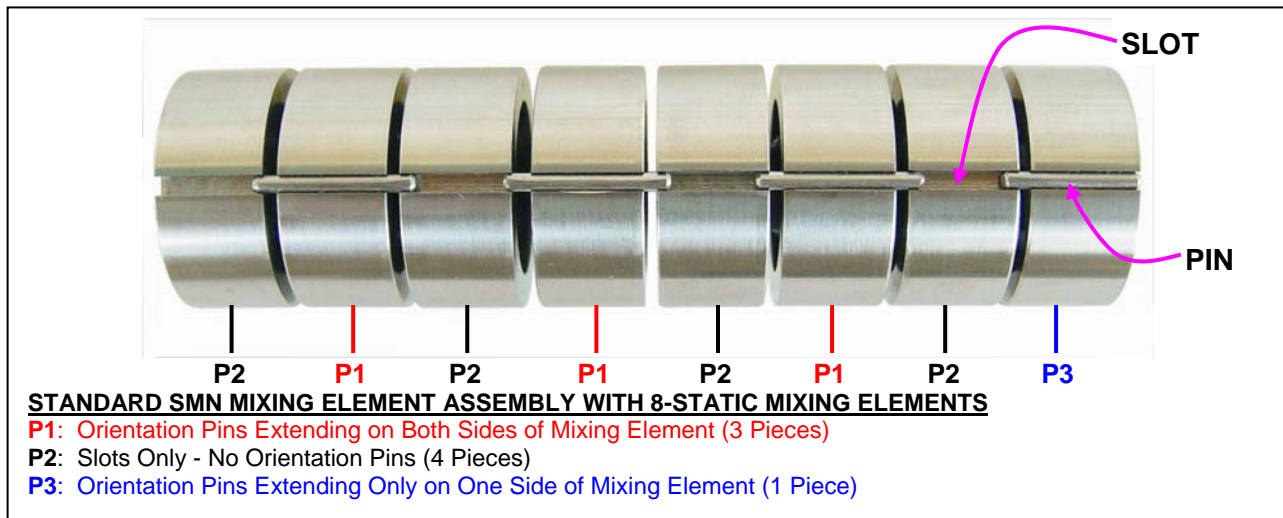 SLOT
PIN
P2 P1 P2 P1 P2 P1 P2 P3
STANDARD SMN MIXING ELEMENT ASSEMBLY WITH 8-STATIC MIXING ELEMENTS
P1: Orientation Pins Extending on Both Sides of Mixing Element (3 Pieces)
P2: Slots Only - No Orientation Pins (4 Pieces)
P3: Orientation Pins Extending Only on One Side of Mixing Element (1 Piece)